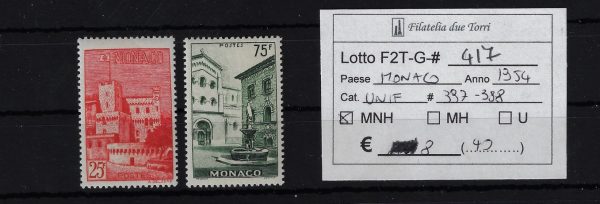 MONACO
25F
POSTES
75F
MONACO
Filatelia due Torri
Lotto F2T-G-# 417
Paese MONACO Anno 1954
Cat. UNIF # 397-398
MNH MH U
€ 8 (40........)